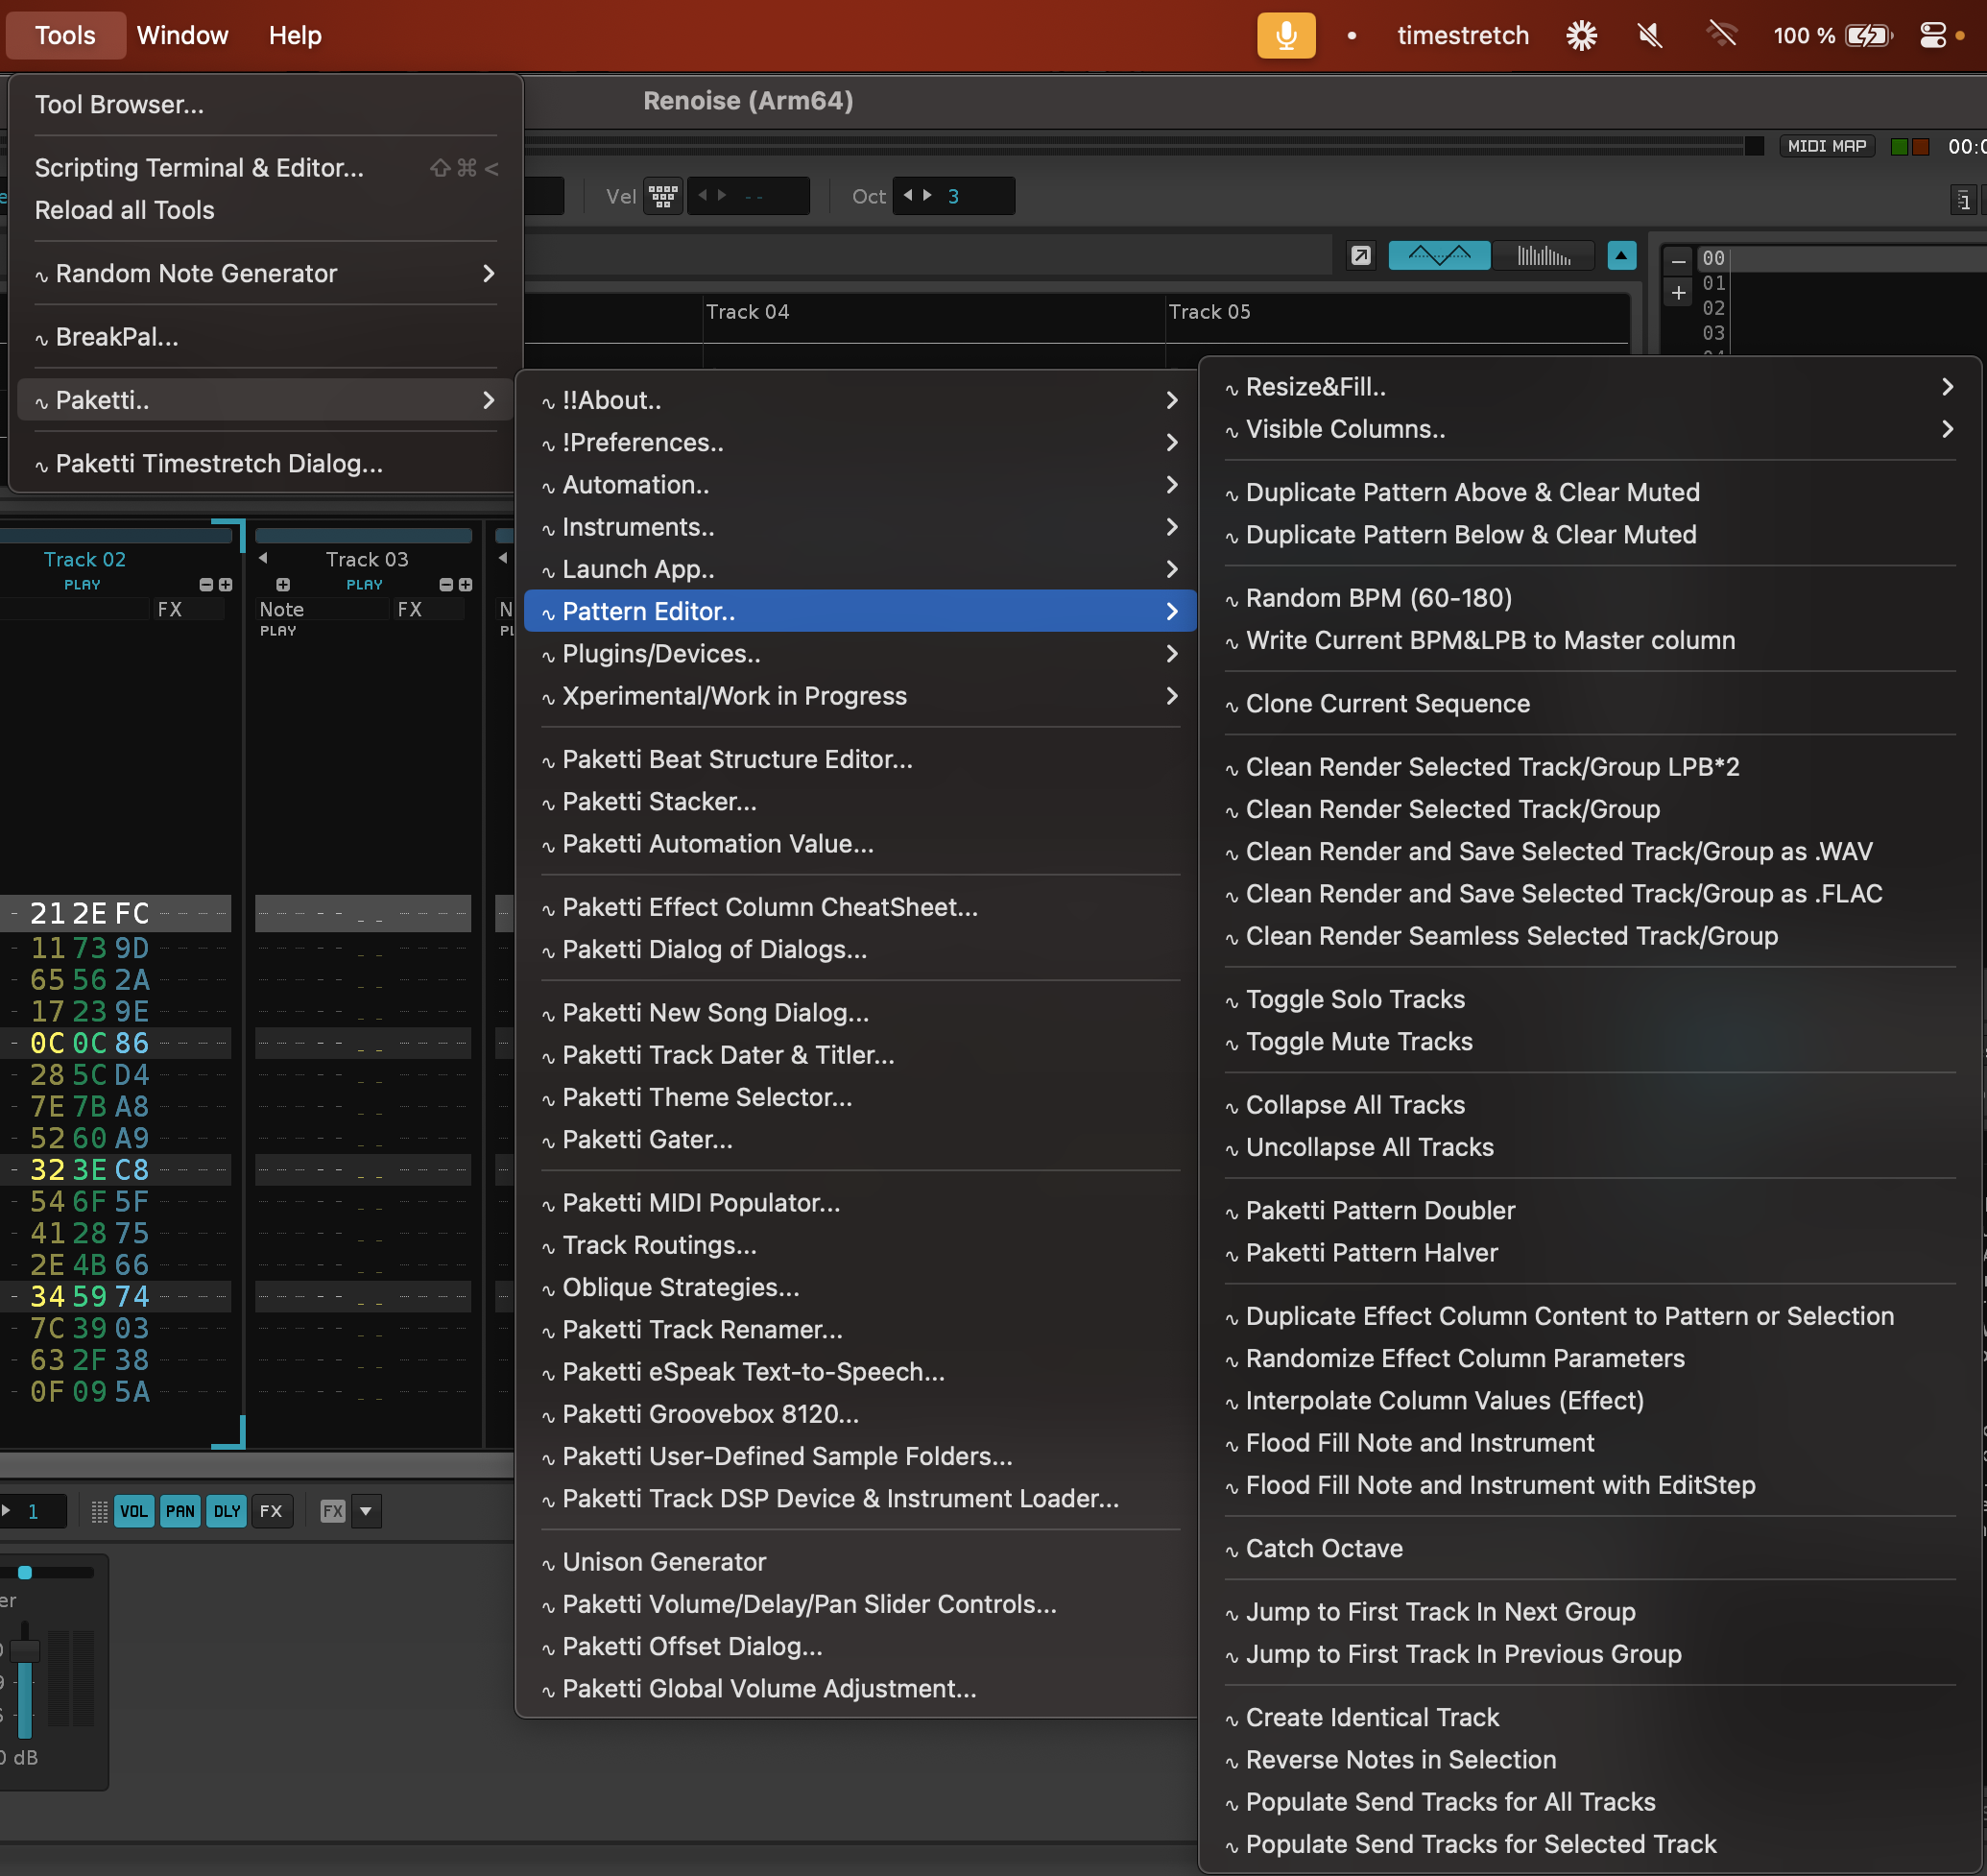 Tools Window Help timestretch 100 %
Renoise (Arm64)
Tool Browser...
Scripting Terminal & Editor... ⇧⌘<
Reload all Tools
Random Note Generator
BreakPal...
Paketti..
Paketti Timestretch Dialog...
MIDI MAP
Vel -- Oct 3
00
01
02
03
Track 04 Track 05
!!About..
!Preferences..
Automation..
Instruments..
Launch App..
Pattern Editor..
Plugins/Devices..
Xperimental/Work in Progress
Paketti Beat Structure Editor...
Paketti Stacker...
Paketti Automation Value...
Paketti Effect Column CheatSheet...
Paketti Dialog of Dialogs...
Paketti New Song Dialog...
Paketti Track Dater & Titler...
Paketti Theme Selector...
Paketti Gater...
Paketti MIDI Populator...
Track Routings...
Oblique Strategies...
Paketti Track Renamer...
Paketti eSpeak Text-to-Speech...
Paketti Groovebox 8120...
Paketti User-Defined Sample Folders...
Paketti Track DSP Device & Instrument Loader...
Unison Generator
Paketti Volume/Delay/Pan Slider Controls...
Paketti Offset Dialog...
Paketti Global Volume Adjustment...
Resize&Fill..
Visible Columns..
Duplicate Pattern Above & Clear Muted
Duplicate Pattern Below & Clear Muted
Random BPM (60-180)
Write Current BPM&LPB to Master column
Clone Current Sequence
Clean Render Selected Track/Group LPB*2
Clean Render Selected Track/Group
Clean Render and Save Selected Track/Group as .WAV
Clean Render and Save Selected Track/Group as .FLAC
Clean Render Seamless Selected Track/Group
Toggle Solo Tracks
Toggle Mute Tracks
Collapse All Tracks
Uncollapse All Tracks
Paketti Pattern Doubler
Paketti Pattern Halver
Duplicate Effect Column Content to Pattern or Selection
Randomize Effect Column Parameters
Interpolate Column Values (Effect)
Flood Fill Note and Instrument
Flood Fill Note and Instrument with EditStep
Catch Octave
Jump to First Track In Next Group
Jump to First Track In Previous Group
Create Identical Track
Reverse Notes in Selection
Populate Send Tracks for All Tracks
Populate Send Tracks for Selected Track
Track 02 Track 03
PLAY PLAY
FX Note FX
PLAY
21 2E FC
11 73 9D
65 56 2A
17 23 9E
0C 0C 86
28 5C D4
7E 7B A8
52 60 A9
32 3E C8
54 6F 5F
41 28 75
2E 4B 66
34 59 74
7C 39 03
63 2F 38
0F 09 5A
1 VOL PAN DLY FX FX
dB